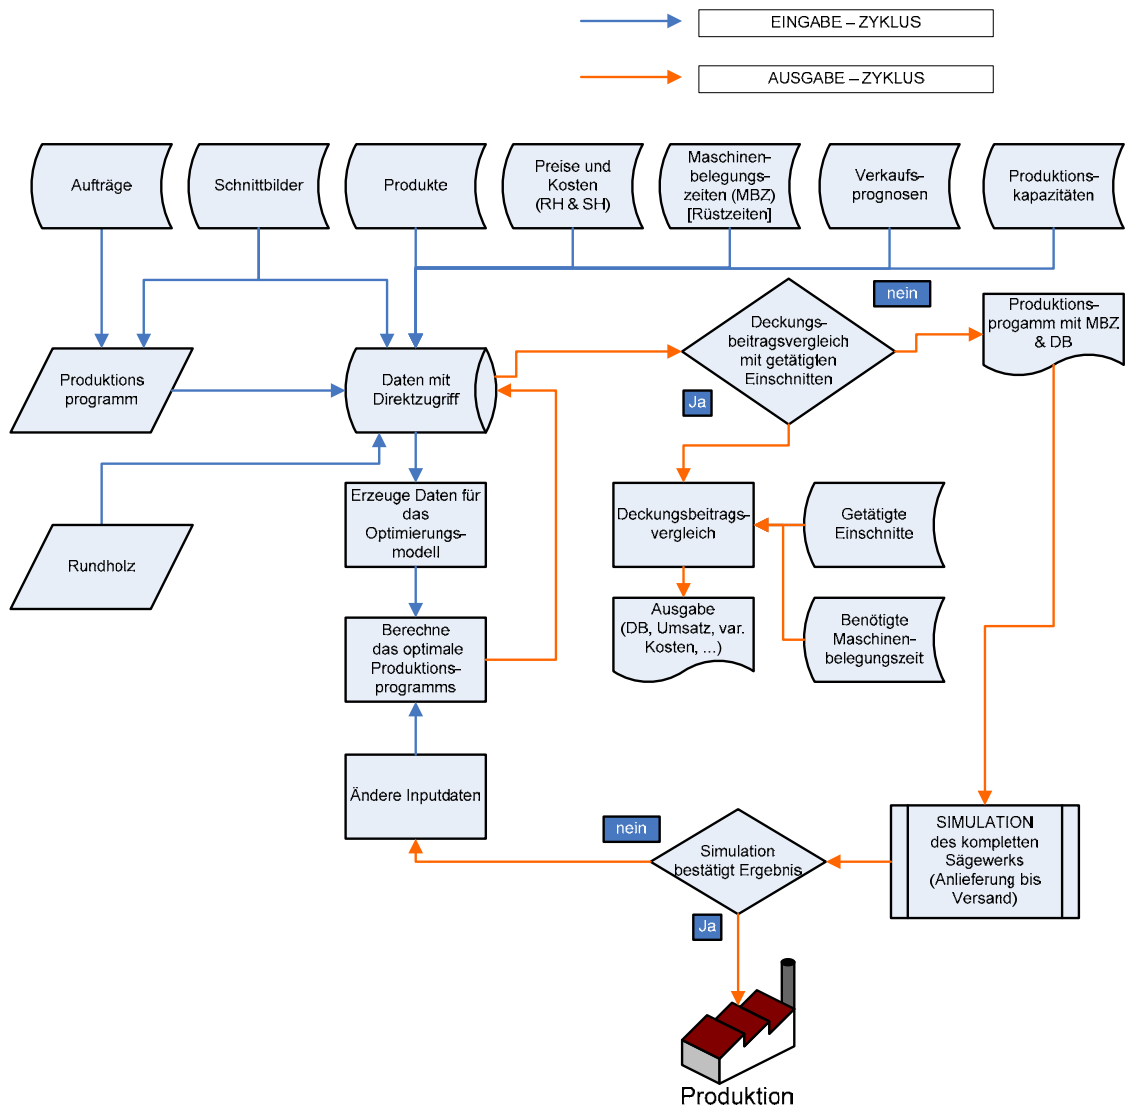 EINGABE – ZYKLUS
AUSGABE – ZYKLUS
Aufträge
Schnittbilder
Produkte
Preise und
Kosten
(RH & SH)
Maschinen-
belegungs-
zeiten (MBZ)
[Rüstzeiten]
Verkaufs-
prognosen
Produktions-
kapazitäten
nein
Produktions-
progamm mit MBZ
& DB
Deckungs-
beitragsvergleich
mit getätigten
Einschnitten
Produktions
programm
Daten mit
Direktzugriff
Ja
Erzeuge Daten für
das
Optimierungs-
modell
Deckungsbeitrags-
vergleich
Getätigte
Einschnitte
Rundholz
Berechne
das optimale
Produktions-
programms
Ausgabe
(DB, Umsatz, var.
Kosten, ...)
Benötigte
Maschinen-
belegungszeit
Ändere Inputdaten
nein
Simulation
bestätigt Ergebnis
SIMULATION
des kompletten
Sägewerks
(Anlieferung bis
Versand)
Ja
Produktion